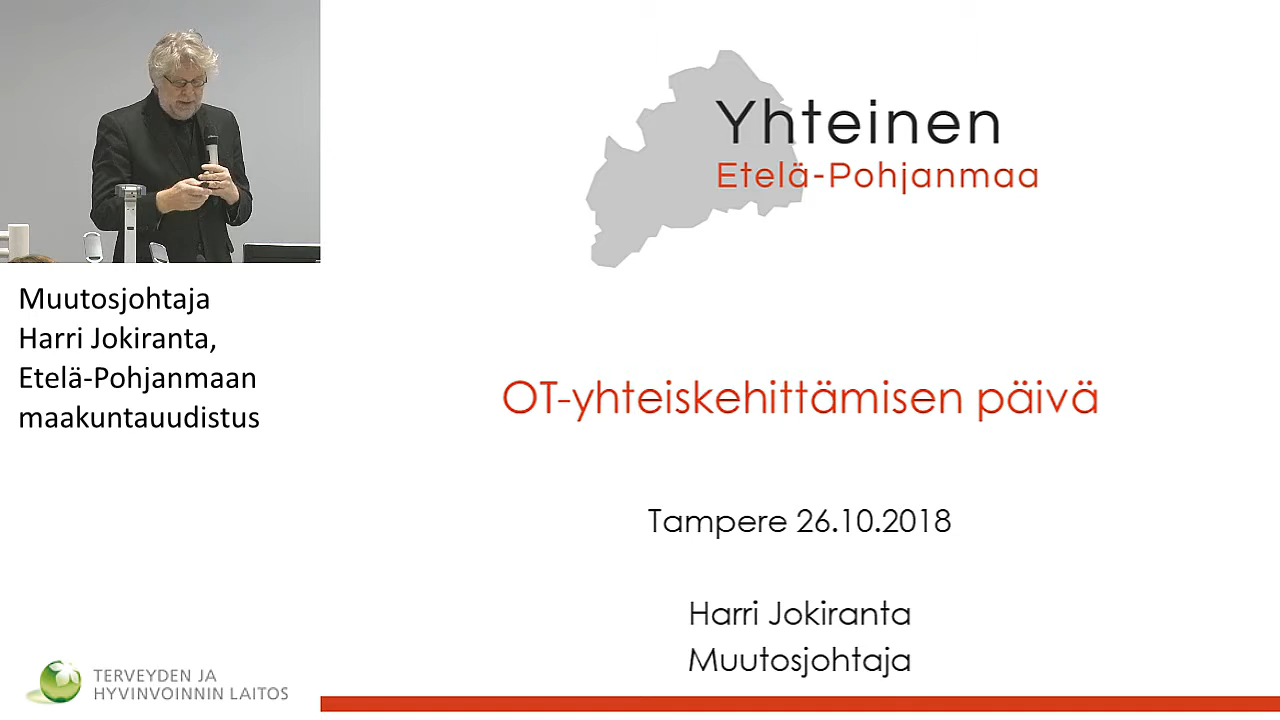 Muutosjohtaja
Harri Jokiranta,
Etelä-Pohjanmaan
maakuntauudistus
TERVEYDEN JA
HYVINVOINNIN LAITOS
Yhteinen
Etelä-Pohjanmaa
OT-yhteiskehittämisen päivä
Tampere 26.10.2018
Harri Jokiranta
Muutosjohtaja